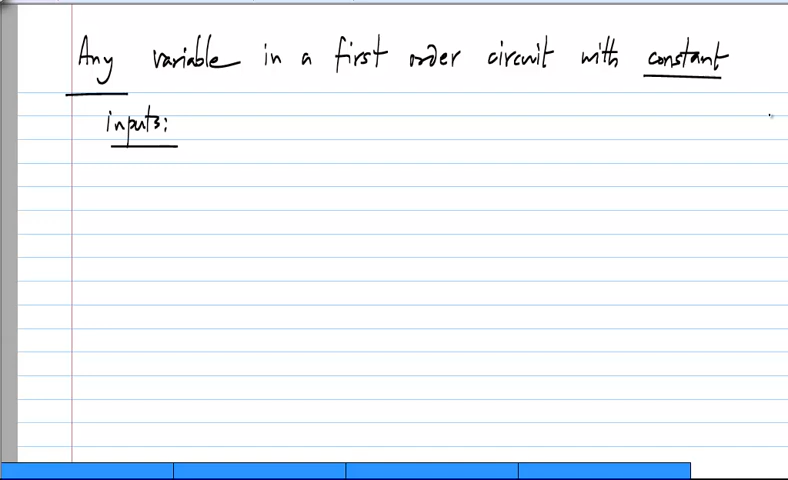 Any variable in a first order circuit with constant
inputs: